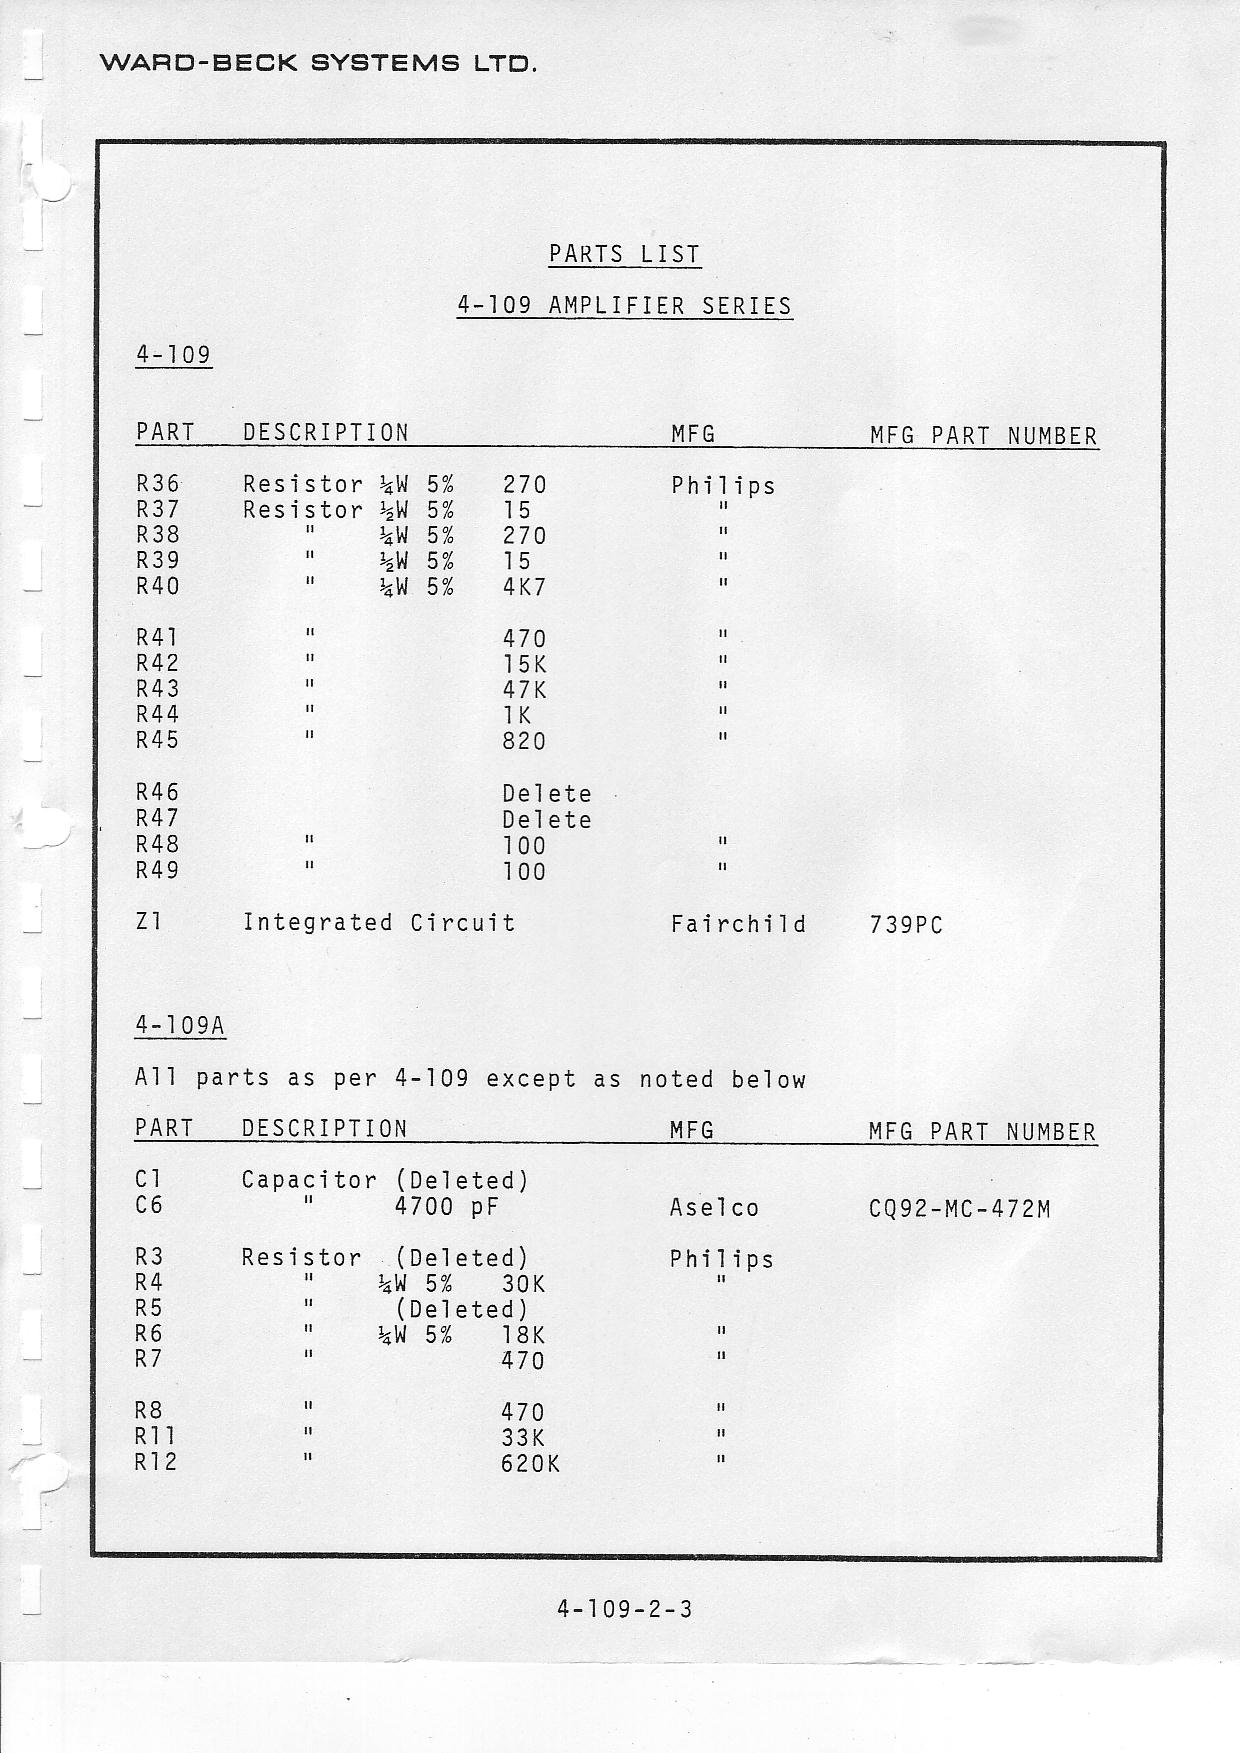 WARD-BECK SYSTEMS LTD.
PARTS LIST
4-109 AMPLIFIER SERIES
4-109
PART DESCRIPTION MFG MFG PART NUMBER
R36 Resistor ¼W 5% 270 Philips
R37 Resistor ½W 5% 15 "
R38 " ¼W 5% 270 "
R39 " ½W 5% 15 "
R40 " ¼W 5% 4K7 "
R41 " 470 "
R42 " 15K "
R43 " 47K "
R44 " 1K "
R45 " 820 "
R46 Delete
R47 Delete
R48 " 100 "
R49 " 100 "
Z1 Integrated Circuit Fairchild 739PC
4-109A
All parts as per 4-109 except as noted below
PART DESCRIPTION MFG MFG PART NUMBER
C1 Capacitor (Deleted)
C6 " 4700 pF Aselco CQ92-MC-472M
R3 Resistor (Deleted) Philips
R4 " ¼W 5% 30K "
R5 " (Deleted)
R6 " ¼W 5% 18K "
R7 " 470 "
R8 " 470 "
R11 " 33K "
R12 " 620K "
4-109-2-3